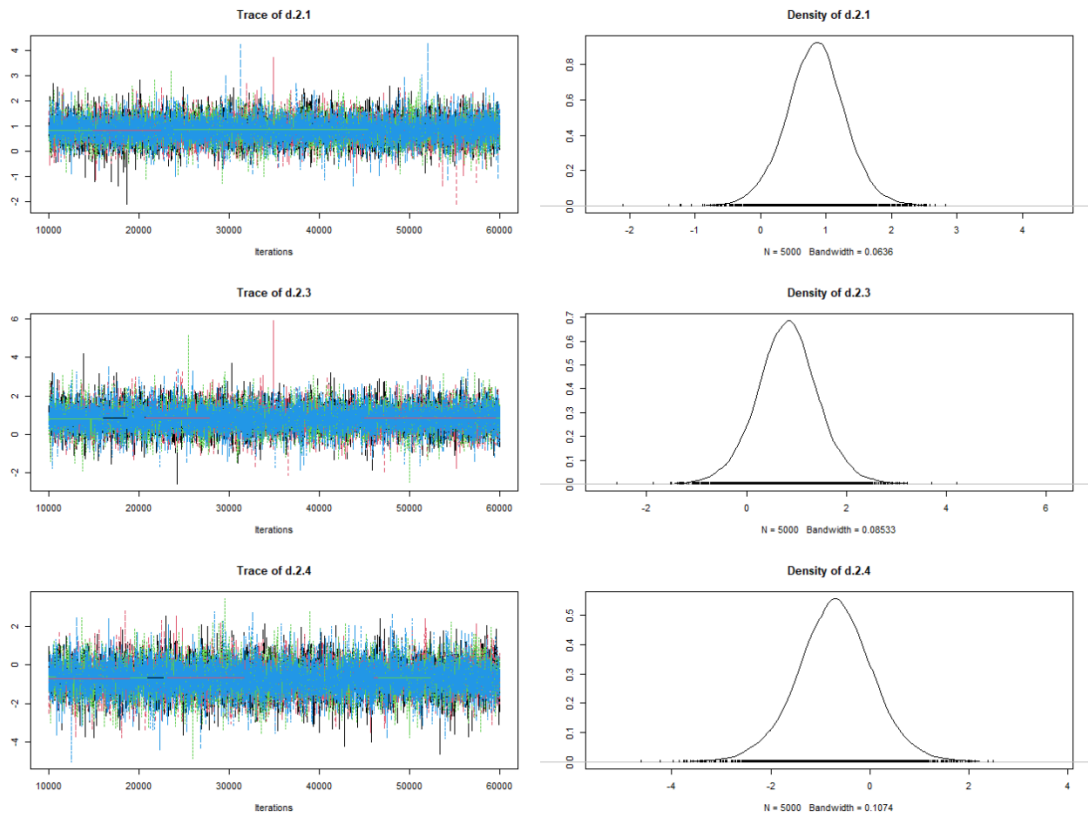 Trace of d.2.1
4
3
2
1
0
-1
-2
10000 20000 30000 40000 50000 60000
Iterations
Density of d.2.1
0.8
0.6
0.4
0.2
0.0
-2 -1 0 1 2 3 4
N = 5000 Bandwidth = 0.0636
Trace of d.2.3
6
4
2
0
-2
10000 20000 30000 40000 50000 60000
Iterations
Density of d.2.3
0.7
0.6
0.5
0.4
0.3
0.2
0.1
0.0
-2 0 2 4 6
N = 5000 Bandwidth = 0.08533
Trace of d.2.4
2
0
-2
-4
10000 20000 30000 40000 50000 60000
Iterations
Density of d.2.4
0.5
0.4
0.3
0.2
0.1
0.0
-4 -2 0 2 4
N = 5000 Bandwidth = 0.1074